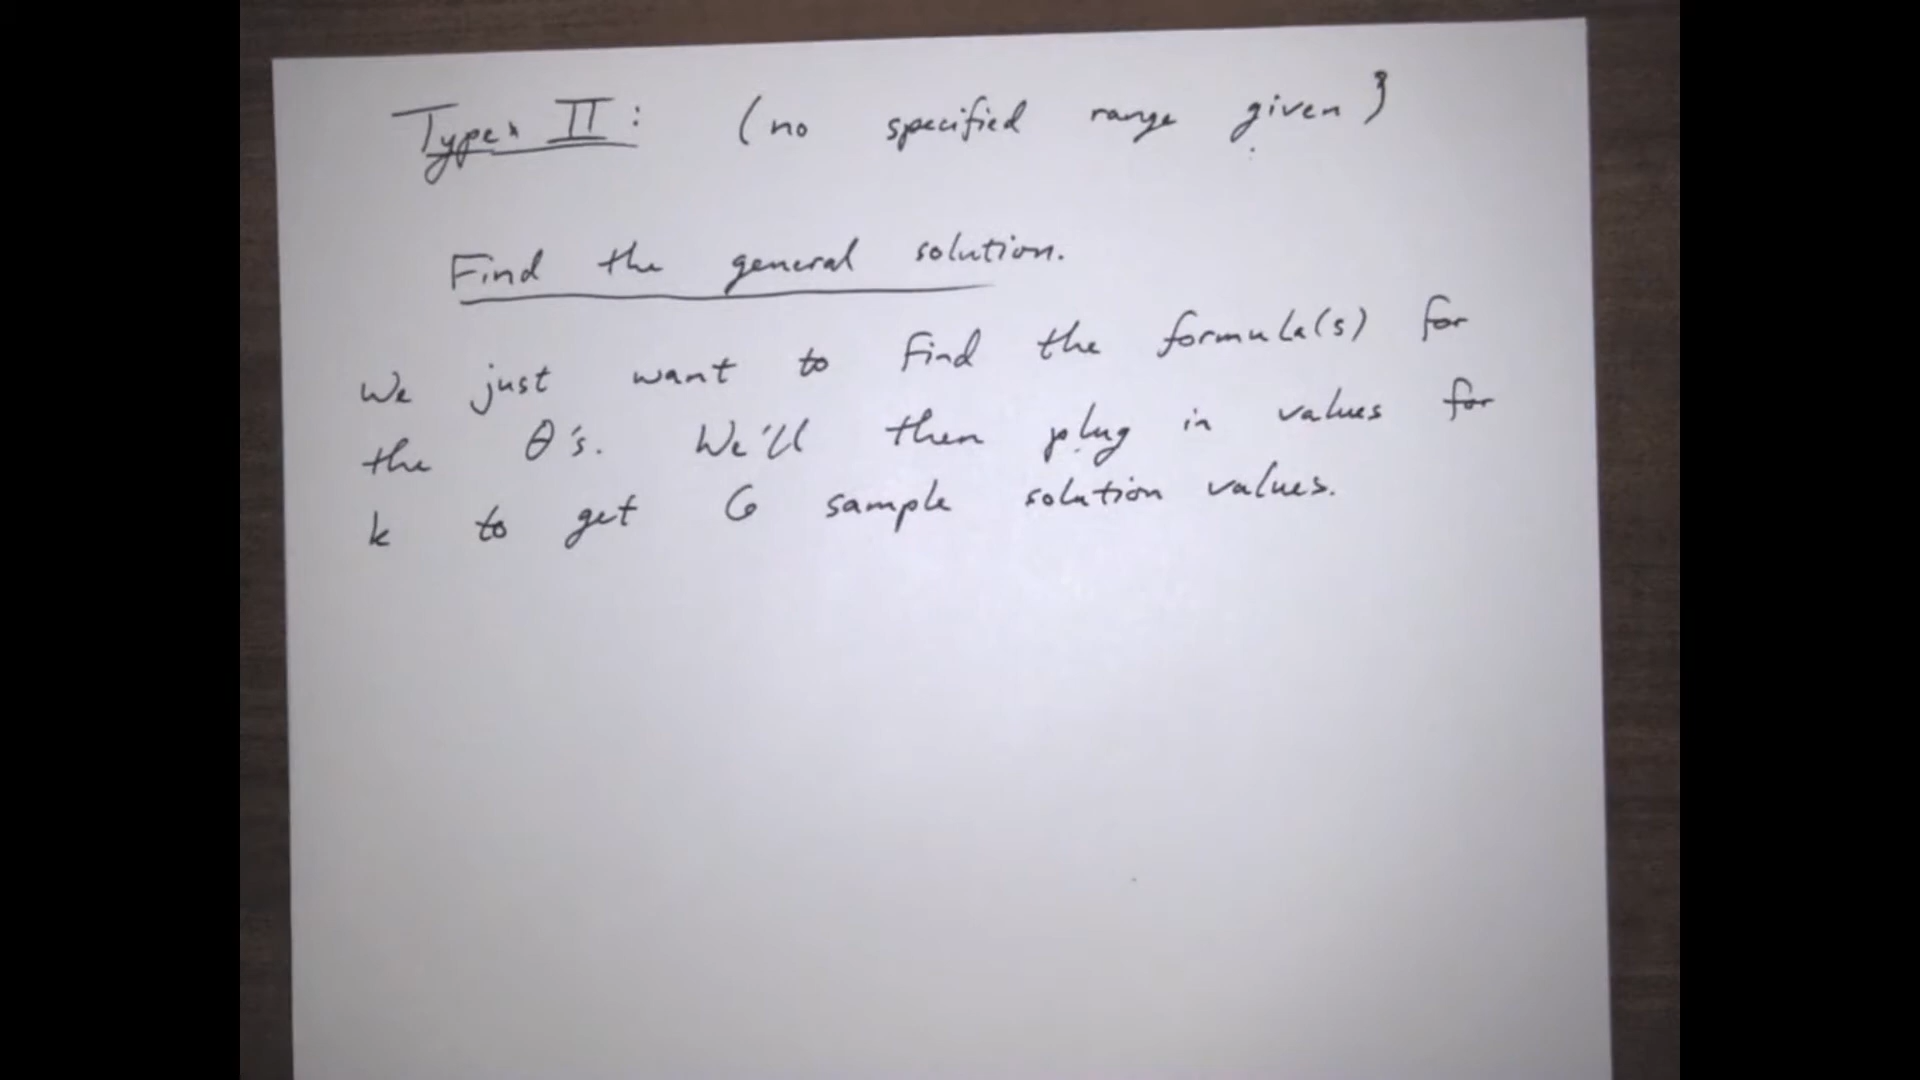 Type II: (no specified range given)
Find the general solution.
We just want to find the formula(s) for
the θ's. We'll then plug in values for
k to get 6 sample solution values.